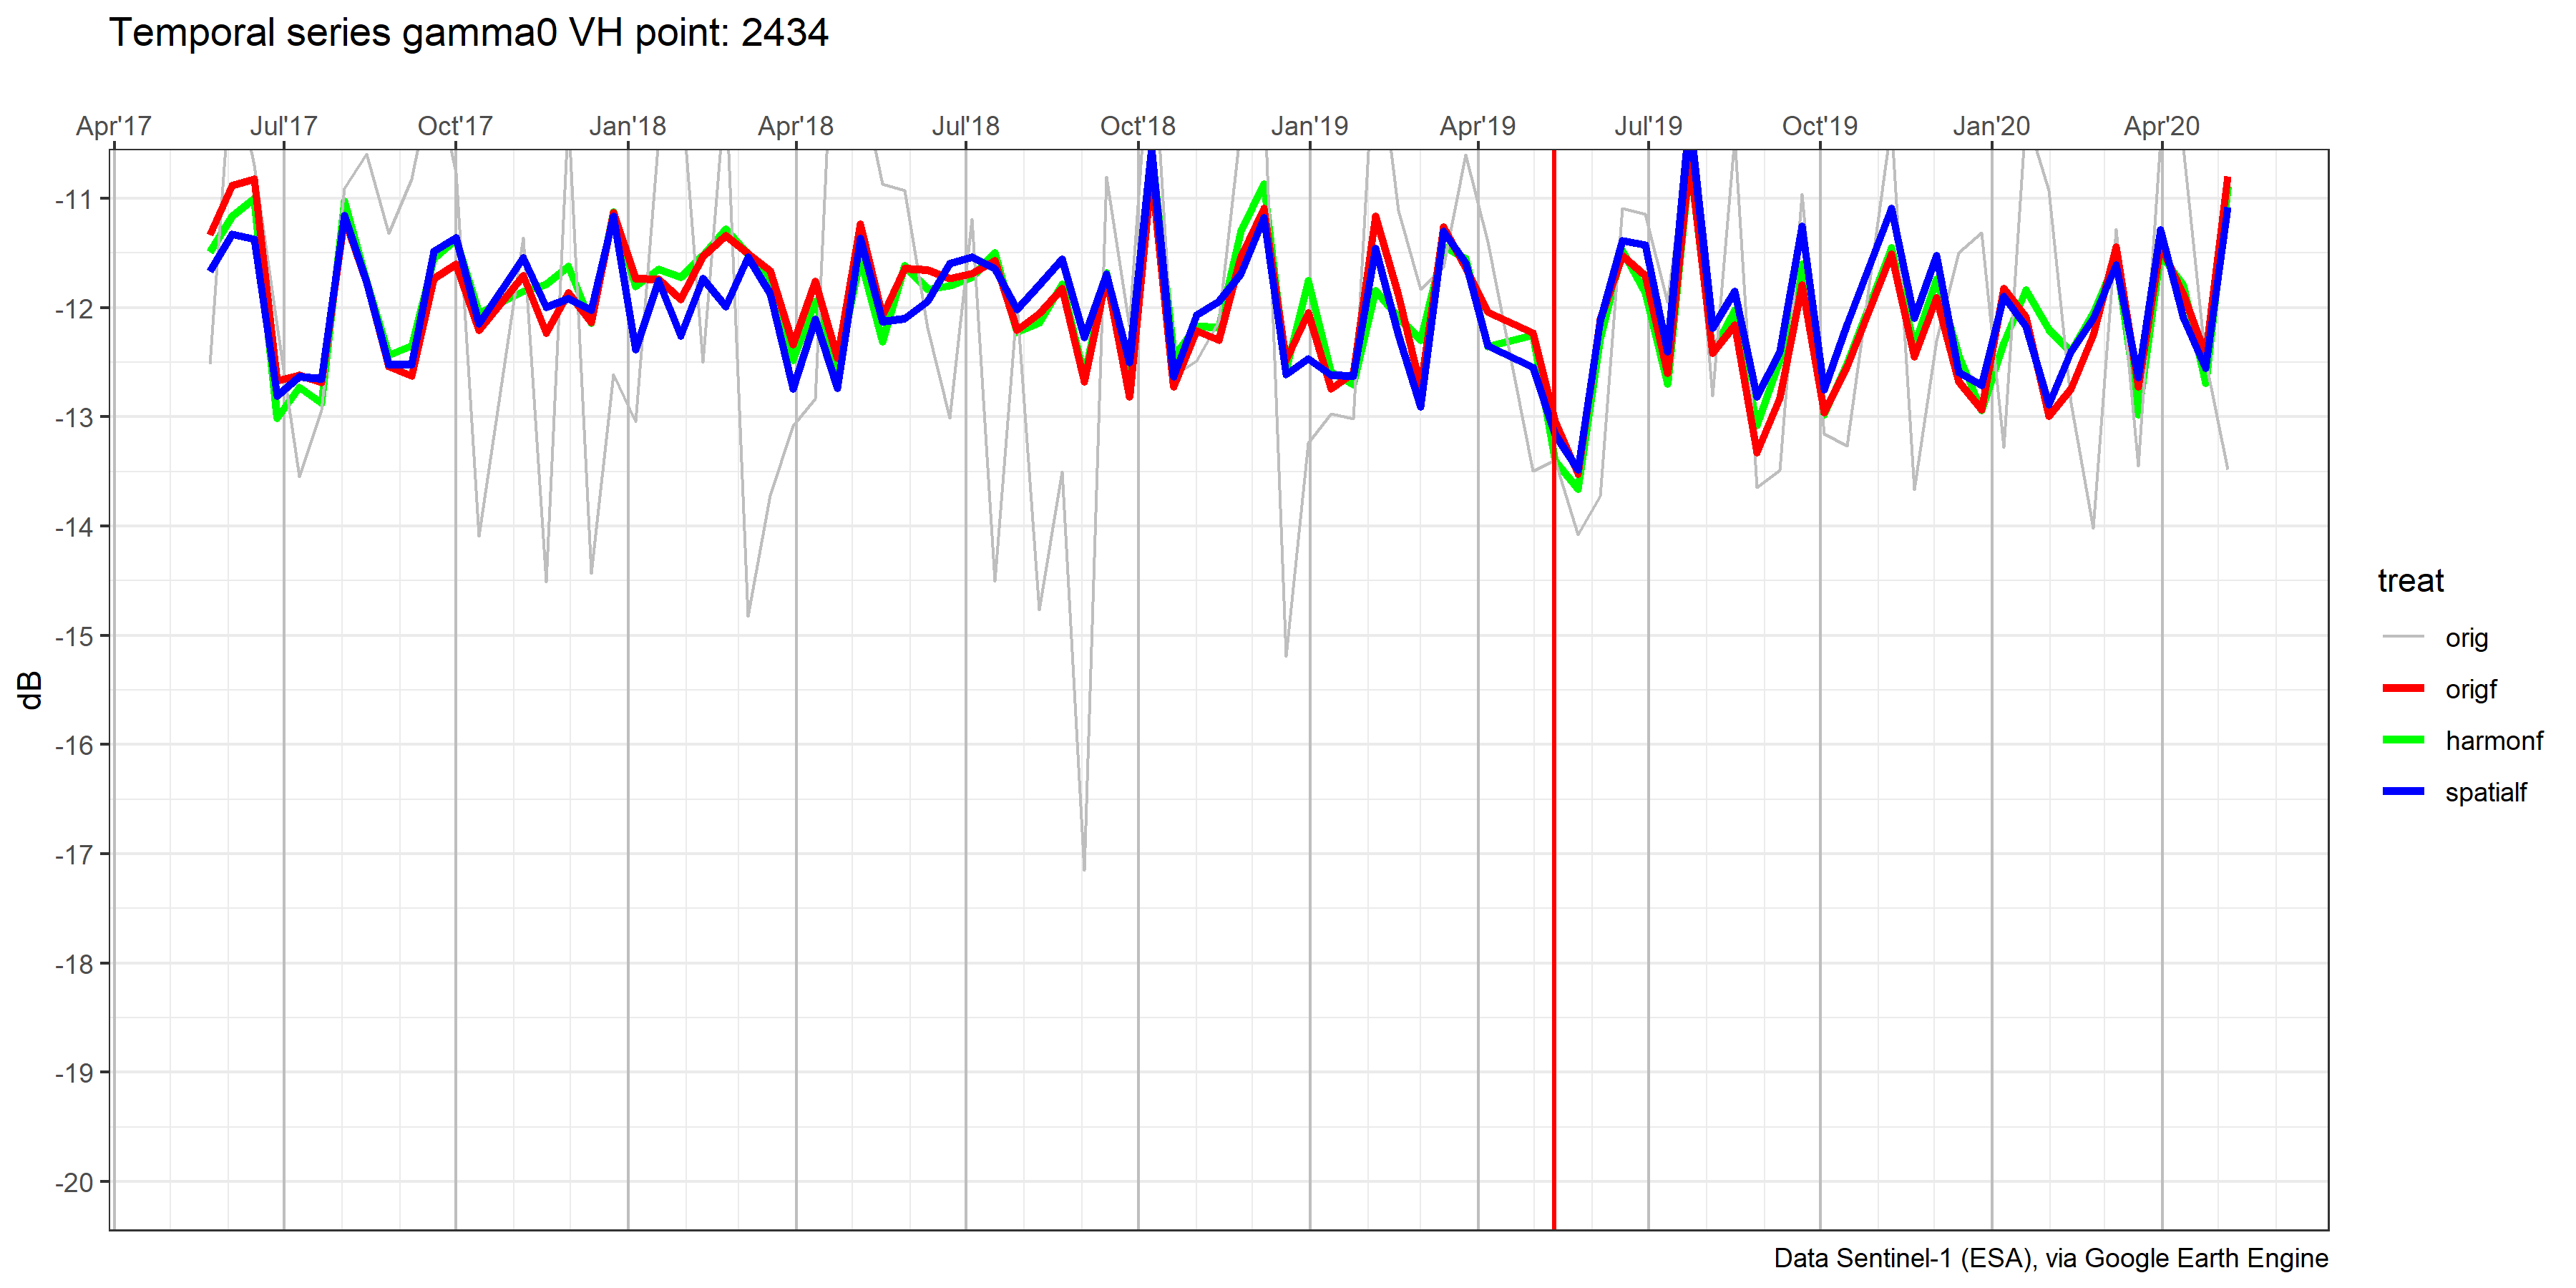 Temporal series gamma0 VH point: 2434
Apr'17 Jul'17 Oct'17 Jan'18 Apr'18 Jul'18 Oct'18 Jan'19 Apr'19 Jul'19 Oct'19 Jan'20 Apr'20
-11
-12
-13
-14
-15
-16
-17
-18
-19
-20
dB
treat
orig
origf
harmonf
spatialf
Data Sentinel-1 (ESA), via Google Earth Engine